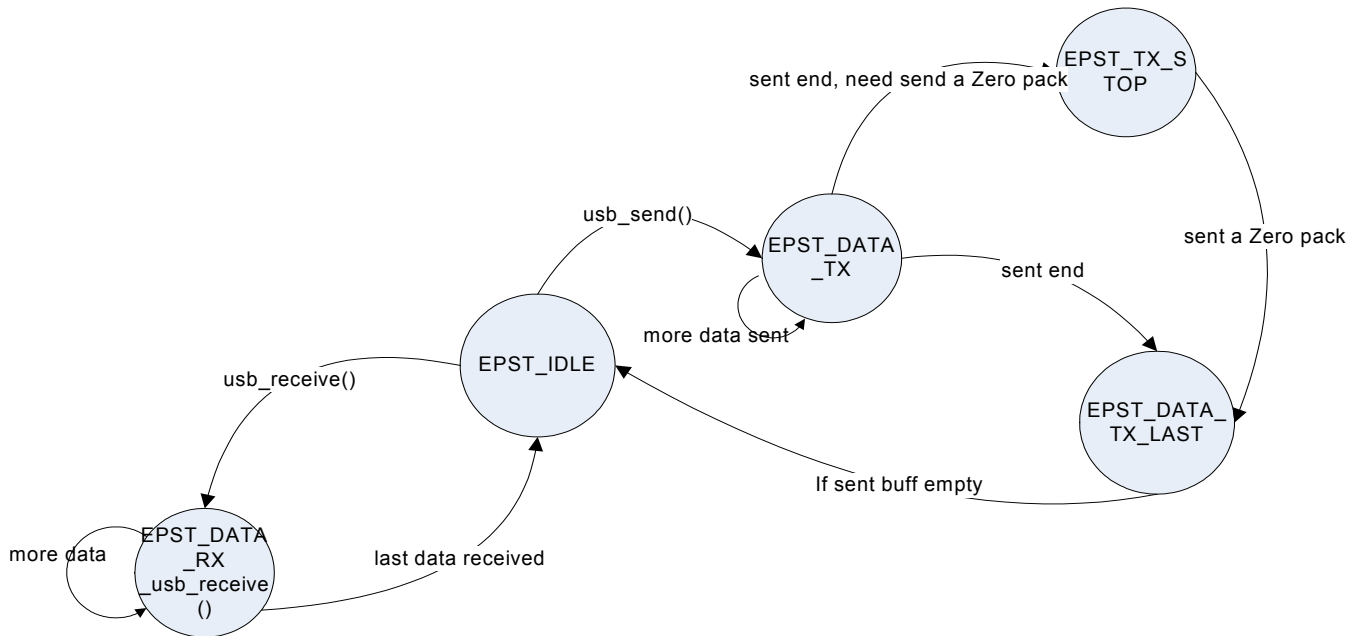 EPST_TX_S
TOP
sent end, need send a Zero pack
usb_send()
EPST_DATA
_TX
sent a Zero pack
sent end
more data sent
EPST_IDLE
usb_receive()
EPST_DATA_
TX_LAST
If sent buff empty
EPST_DATA
_RX
_usb_receive
()
more data
last data received